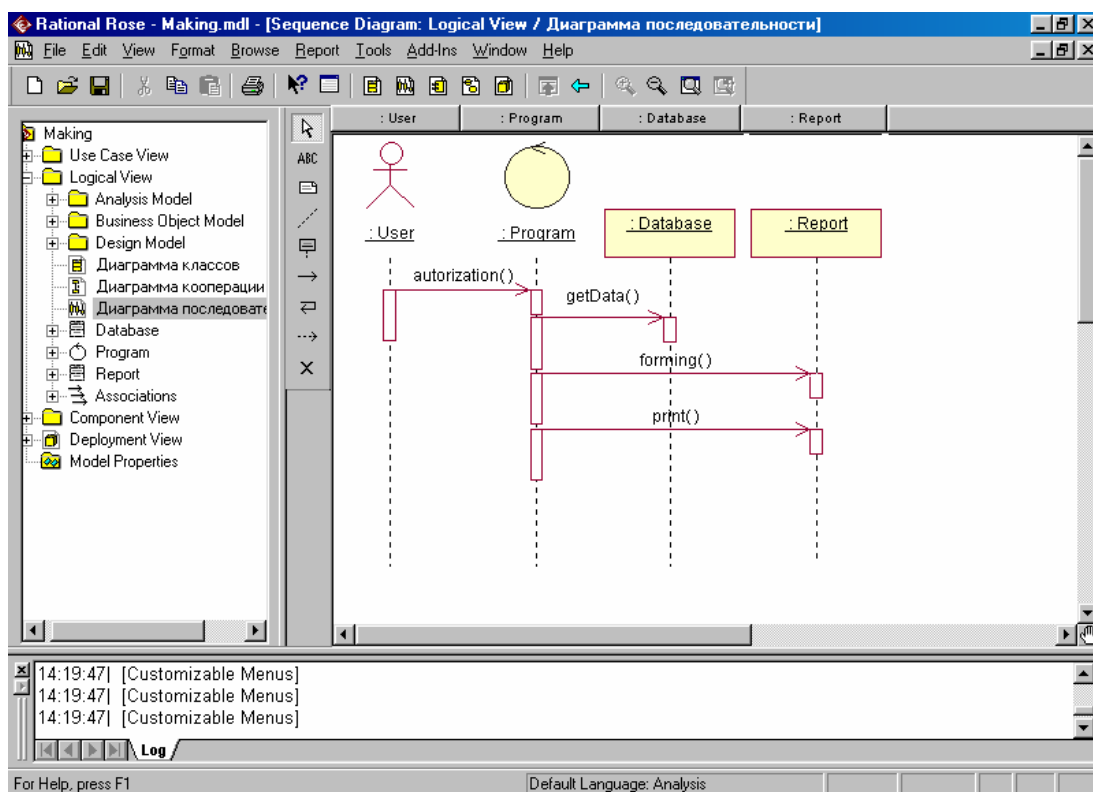 Rational Rose - Making.mdl - [Sequence Diagram: Logical View / Диаграмма последовательности]
File Edit View Format Browse Report Tools Add-Ins Window Help
Making
Use Case View
Logical View
Analysis Model
Business Object Model
Design Model
Диаграмма классов
Диаграмма кооперации
Диаграмма последовате
Database
Program
Report
Associations
Component View
Deployment View
Model Properties
ABC
: User : Program : Database : Report
: User
: Program
: Database
: Report
autorization()
getData()
forming()
print()
14:19:47| [Customizable Menus]
14:19:47| [Customizable Menus]
14:19:47| [Customizable Menus]
Log
For Help, press F1 Default Language: Analysis